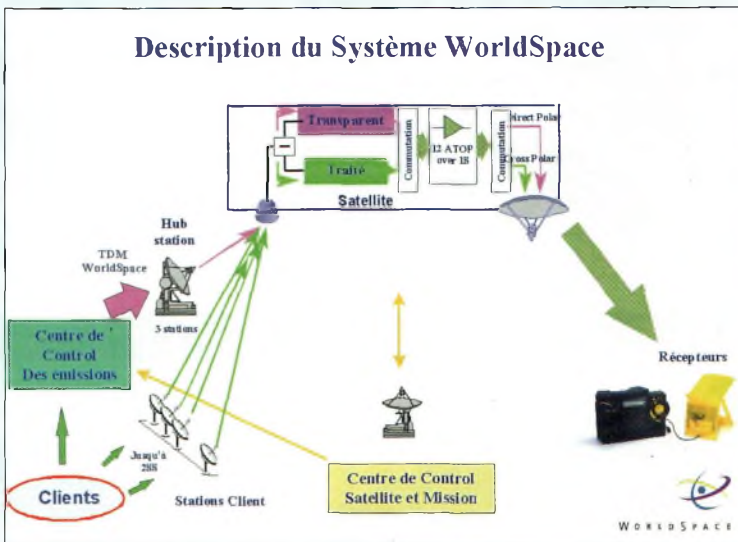 Description du Système WorldSpace
Transparent
Traité
Commutation
12 ATOP
over 18
Commutation
Direct Polar
Cross Polar
Satellite
Hub
station
TDM
WorldSpace
3 stations
Centre de
Control
Des émissions
Récepteurs
Jusqu'à
288
Clients
Stations Client
Centre de Control
Satellite et Mission
WORLDSPACE